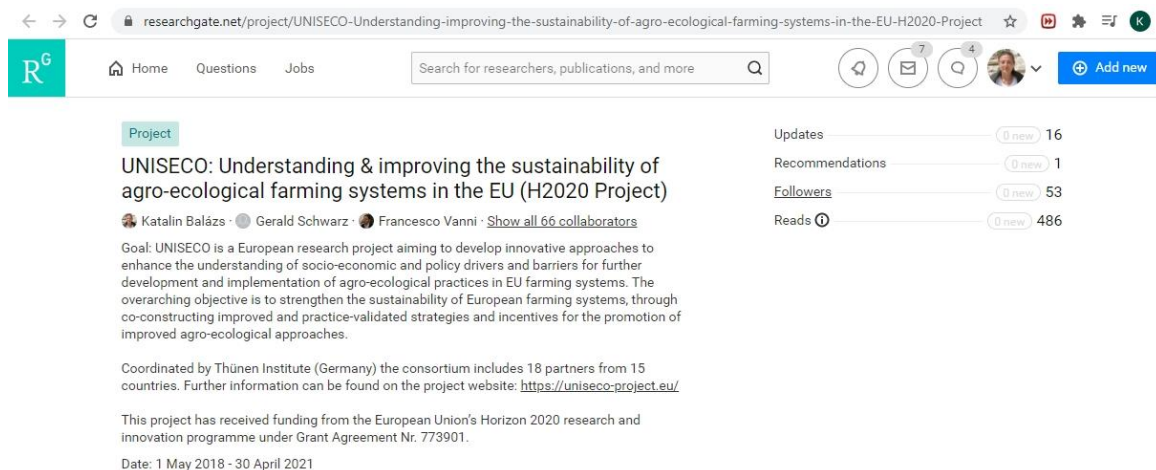 researchgate.net/project/UNISECO-Understanding-improving-the-sustainability-of-agro-ecological-farming-systems-in-the-EU-H2020-Project
K
RG
Home Questions Jobs
Search for researchers, publications, and more
7 4
Add new
Project
UNISECO: Understanding & improving the sustainability of
agro-ecological farming systems in the EU (H2020 Project)
Katalin Balázs · Gerald Schwarz · Francesco Vanni · Show all 66 collaborators
Goal: UNISECO is a European research project aiming to develop innovative approaches to
enhance the understanding of socio-economic and policy drivers and barriers for further
development and implementation of agro-ecological practices in EU farming systems. The
overarching objective is to strengthen the sustainability of European farming systems, through
co-constructing improved and practice-validated strategies and incentives for the promotion of
improved agro-ecological approaches.
Coordinated by Thünen Institute (Germany) the consortium includes 18 partners from 15
countries. Further information can be found on the project website: https://uniseco-project.eu/
This project has received funding from the European Union's Horizon 2020 research and
innovation programme under Grant Agreement Nr. 773901.
Date: 1 May 2018 - 30 April 2021
Updates 0 new 16
Recommendations 0 new 1
Followers 0 new 53
Reads 0 new 486